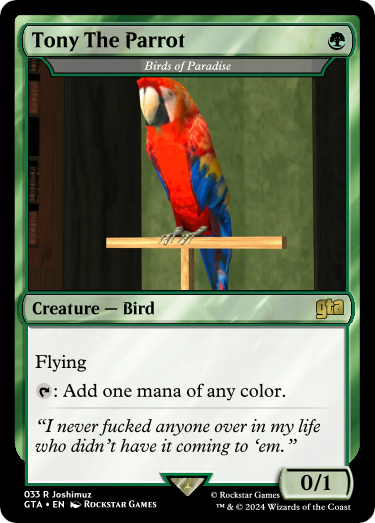 Tony The Parrot
Birds of Paradise
Creature — Bird
gta
Flying
: Add one mana of any color.
“I never fucked anyone over in my life
who didn’t have it coming to ‘em.”
0/1
033 R Joshimuz
GTA • EN Rockstar Games
© Rockstar Games
™ & © 2024 Wizards of the Coast